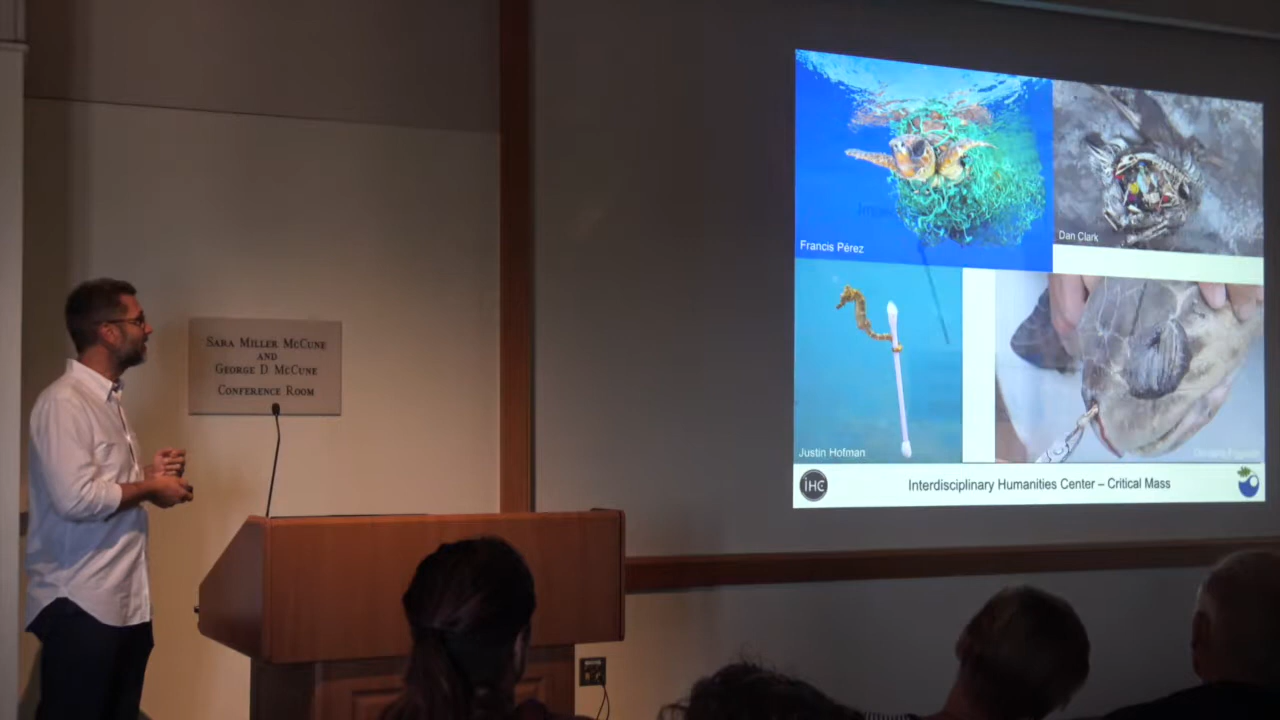 Francis Pérez
Dan Clark
SARA MILLER MCCUNE
AND
GEORGE D. MCCUNE
CONFERENCE ROOM
Justin Hofman
IHC
Interdisciplinary Humanities Center – Critical Mass